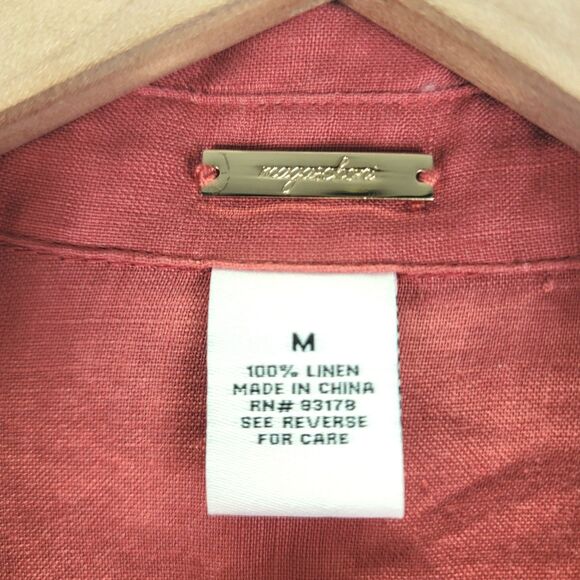 magaschoni
M
100% LINEN
MADE IN CHINA
RN# 93178
SEE REVERSE
FOR CARE